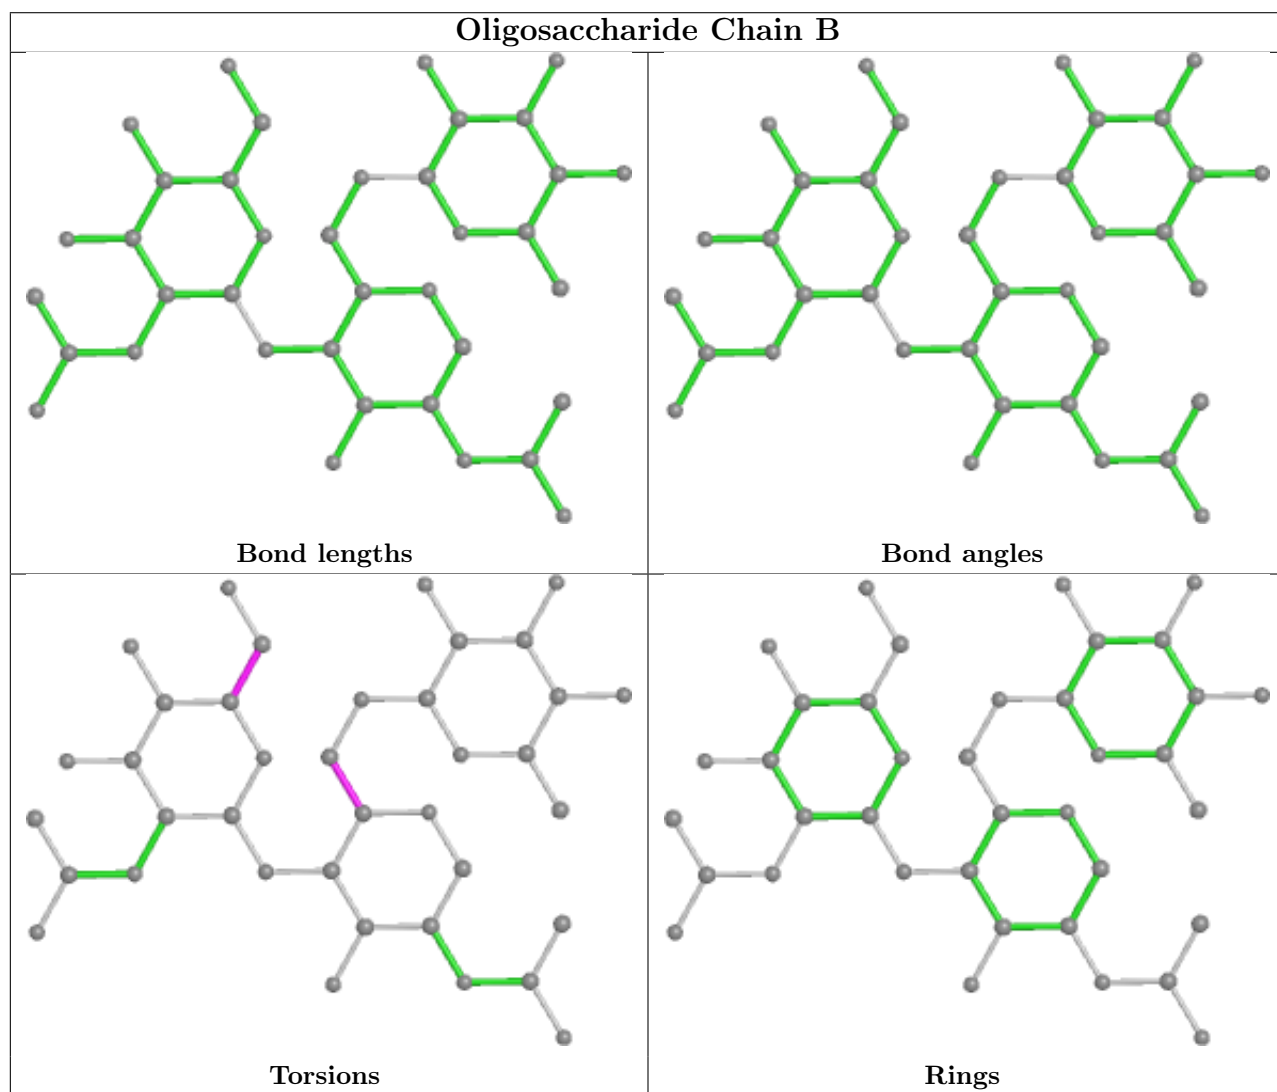 Oligosaccharide Chain B
Bond lengths
Bond angles
Torsions
Rings